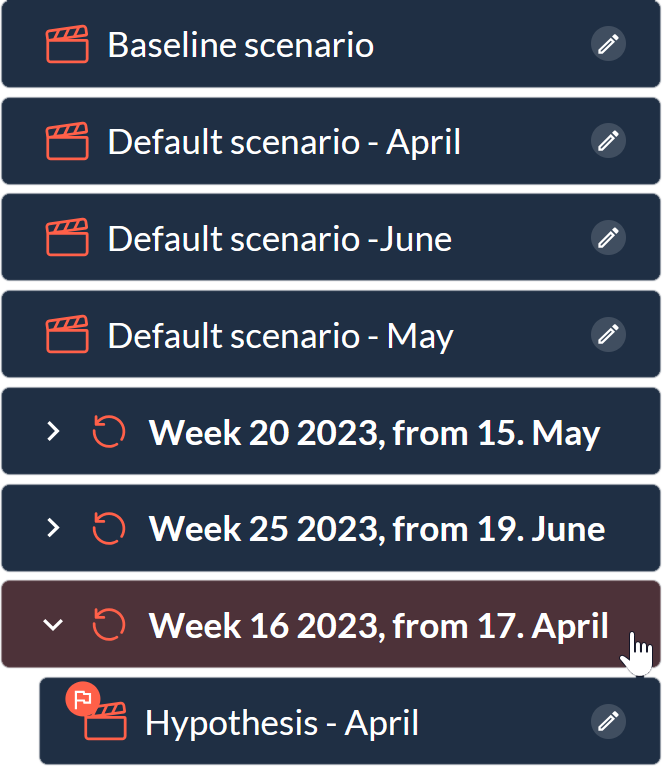 Baseline scenario
Default scenario - April
Default scenario -June
Default scenario - May
Week 20 2023, from 15. May
Week 25 2023, from 19. June
Week 16 2023, from 17. April
Hypothesis - April